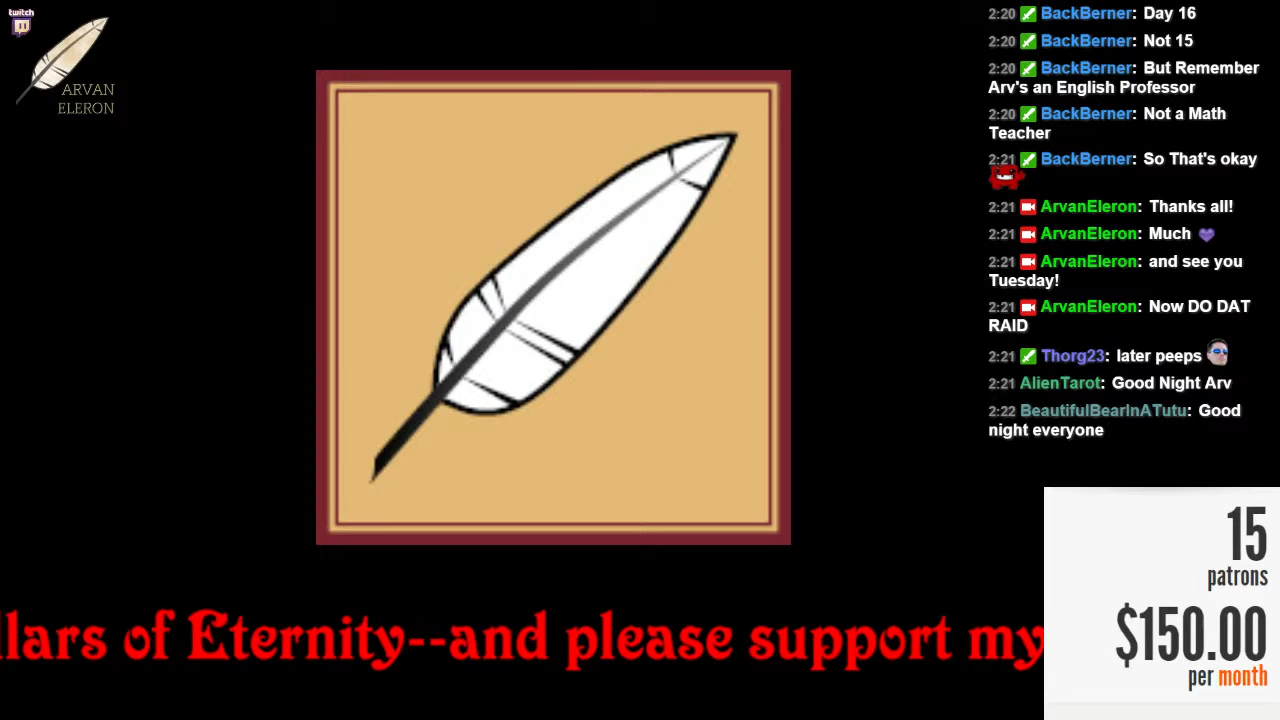 twitch
ARVAN
ELERON
2:20 BackBerner: Day 16
2:20 BackBerner: Not 15
2:20 BackBerner: But Remember
Arv's an English Professor
2:20 BackBerner: Not a Math
Teacher
2:21 BackBerner: So That's okay
2:21 ArvanEleron: Thanks all!
2:21 ArvanEleron: Much
2:21 ArvanEleron: and see you
Tuesday!
2:21 ArvanEleron: Now DO DAT
RAID
2:21 Thorg23: later peeps
2:21 AlienTarot: Good Night Arv
2:22 BeautifulBearInATutu: Good
night everyone
15
patrons
$150.00
per month
llars of Eternity--and please support my